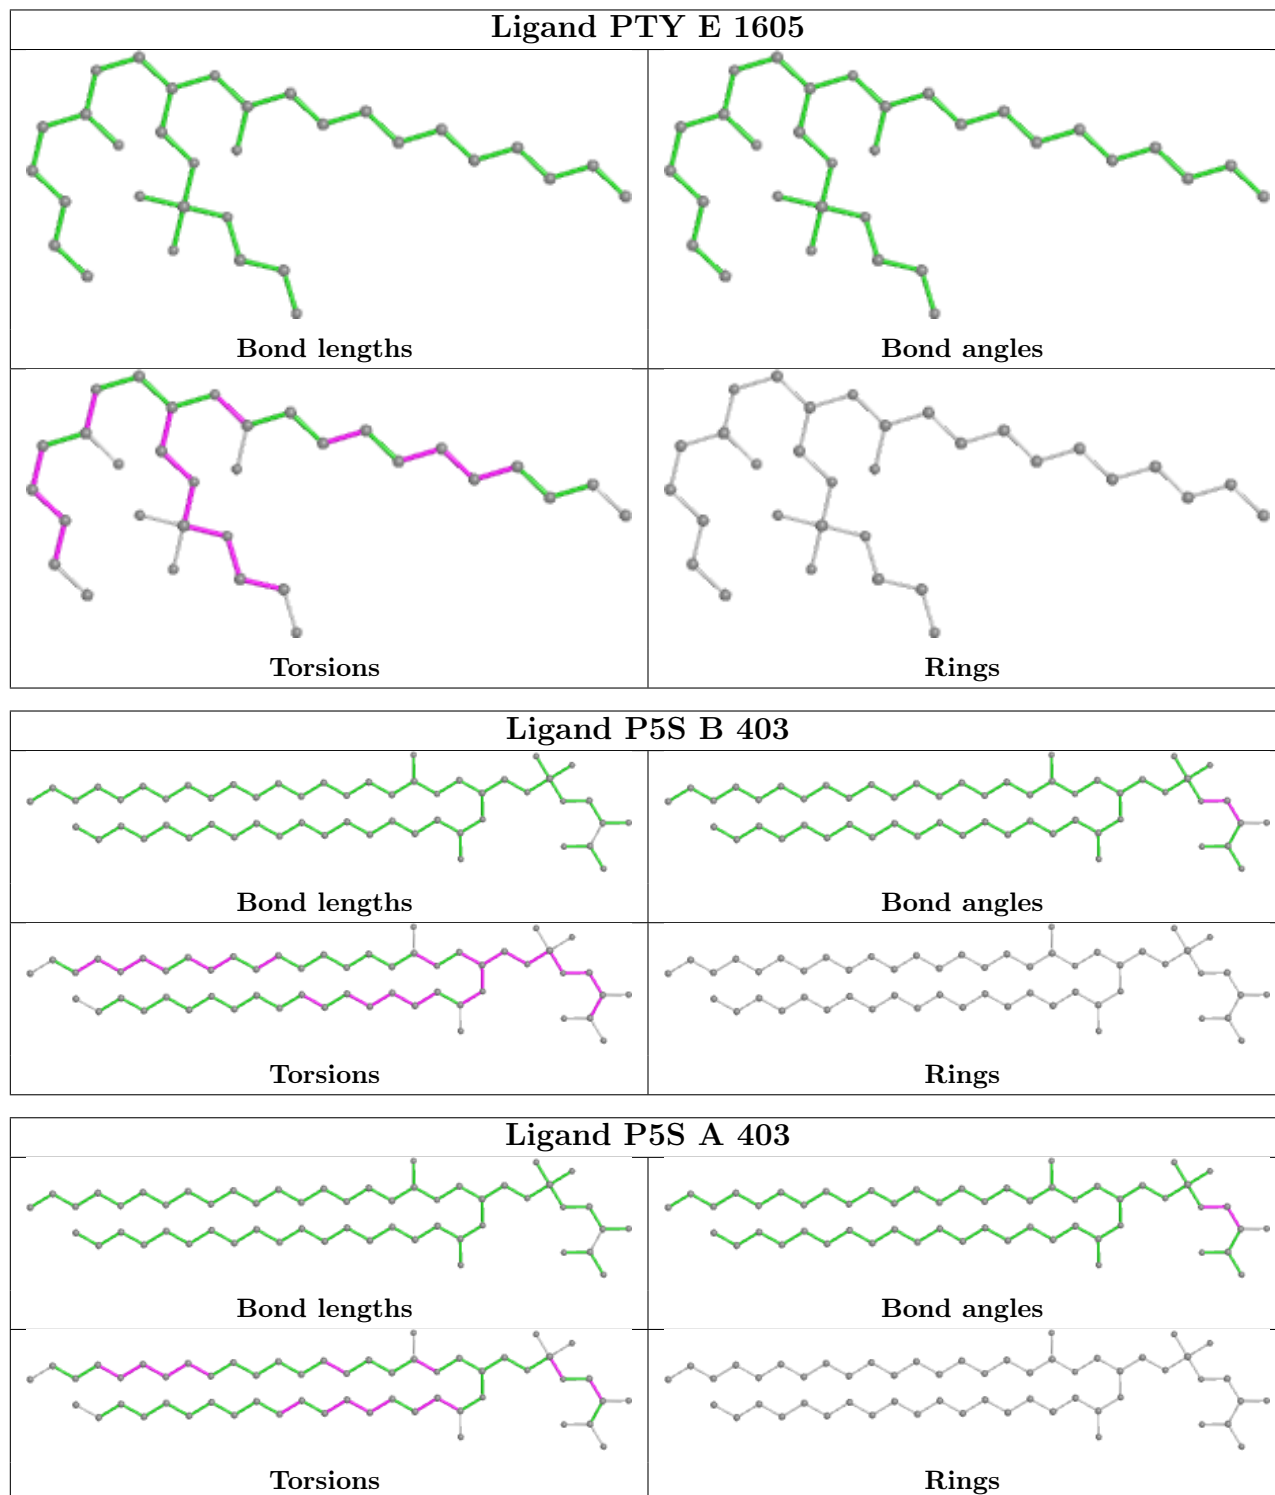 Ligand PTY E 1605
Bond lengths
Bond angles
Torsions
Rings
Ligand P5S B 403
Bond lengths
Bond angles
Torsions
Rings
Ligand P5S A 403
Bond lengths
Bond angles
Torsions
Rings